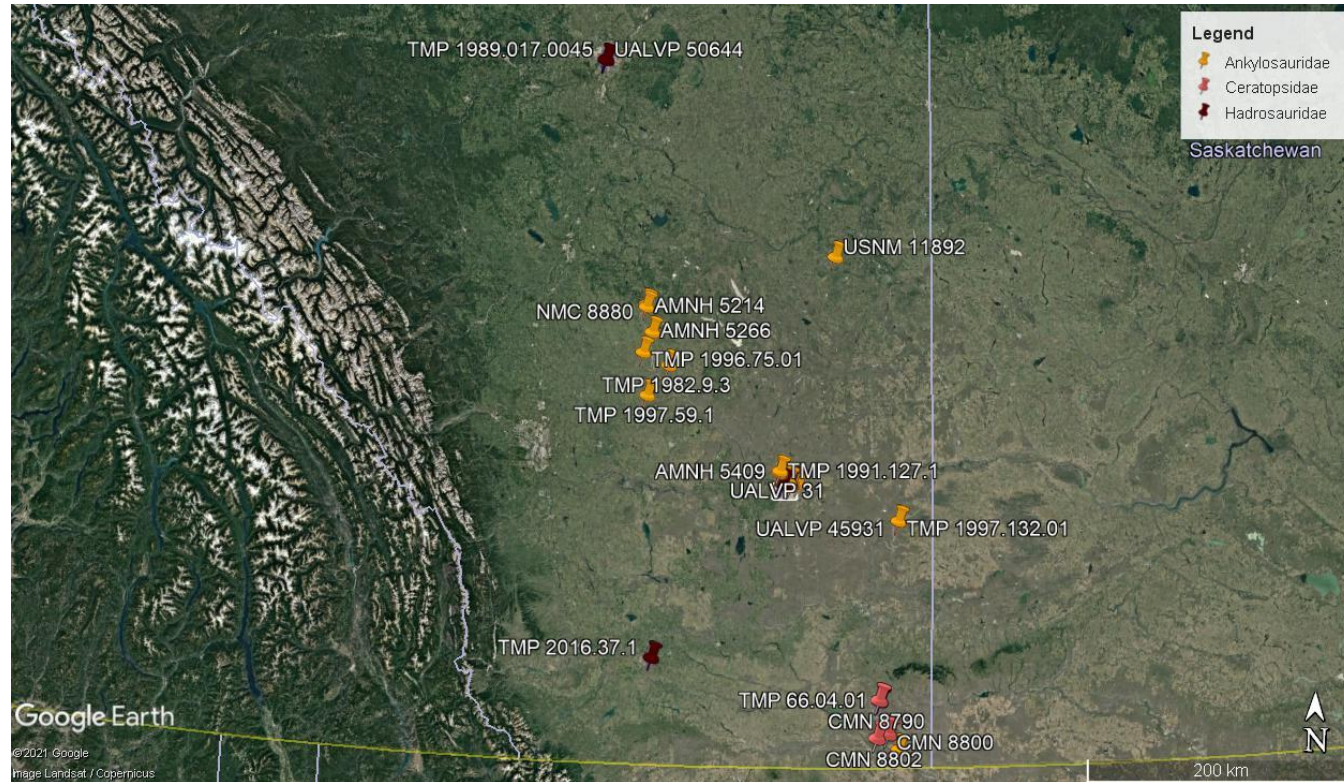 TMP 1989.017.0045 UALVP 50644
Legend
Ankylosauridae
Ceratopsidae
Hadrosauridae
Saskatchewan
USNM 11892
NMC 8880 AMNH 5214
AMNH 5266
TMP 1996.75.01
TMP 1982.9.3
TMP 1997.59.1
AMNH 5409 TMP 1991.127.1
UALVP 31
UALVP 45931 TMP 1997.132.01
TMP 2016.37.1
TMP 66.04.01
CMN 8790
CMN 8800
CMN 8802
Google Earth
©2021 Google
Image Landsat / Copernicus
N
200 km